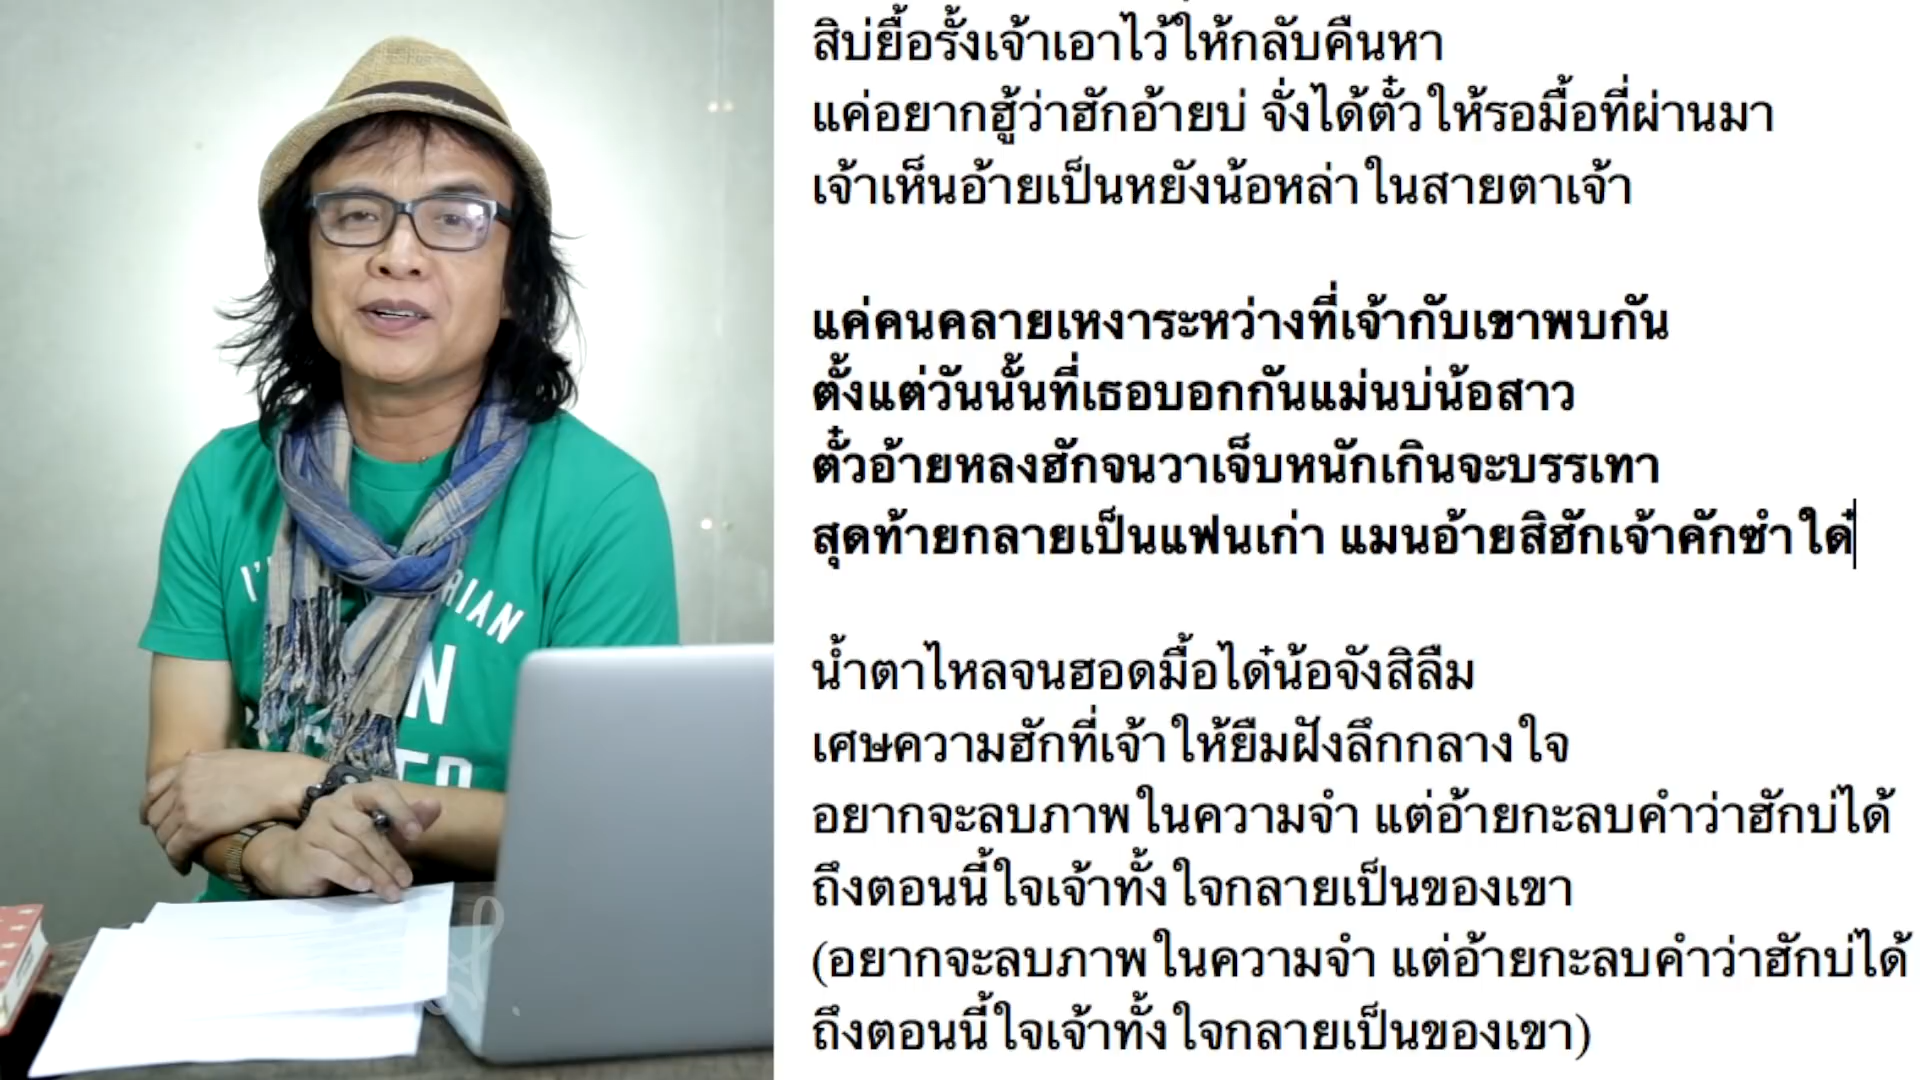 สิบ่ยื้อรั้งเจ้าเอาไว้ให้กลับคืนหา
แค่อยากฮู้ว่าฮักอ้ายบ่ จั่งได้ตั๋วให้รอมื้อที่ผ่านมา
เจ้าเห็นอ้ายเป็นหยังน้อหล่าในสายตาเจ้า
แค่คนคลายเหงาระหว่างที่เจ้ากับเขาพบกัน
ตั้งแต่วันนั้นที่เธอบอกกันแม่นบ่น้อสาว
ตั๋วอ้ายหลงฮักจนวาเจ็บหนักเกินจะบรรเทา
สุดท้ายกลายเป็นแฟนเก่า แมนอ้ายสิฮักเจ้าคักซำใด๋
น้ำตาไหลจนฮอดมื้อได๋น้อจังสิลืม
เศษความฮักที่เจ้าให้ยืมฝังลึกกลางใจ
อยากจะลบภาพในความจำ แต่อ้ายกะลบคำว่าฮักบ่ได้
ถึงตอนนี้ใจเจ้าทั้งใจกลายเป็นของเขา
(อยากจะลบภาพในความจำ แต่อ้ายกะลบคำว่าฮักบ่ได้
ถึงตอนนี้ใจเจ้าทั้งใจกลายเป็นของเขา)